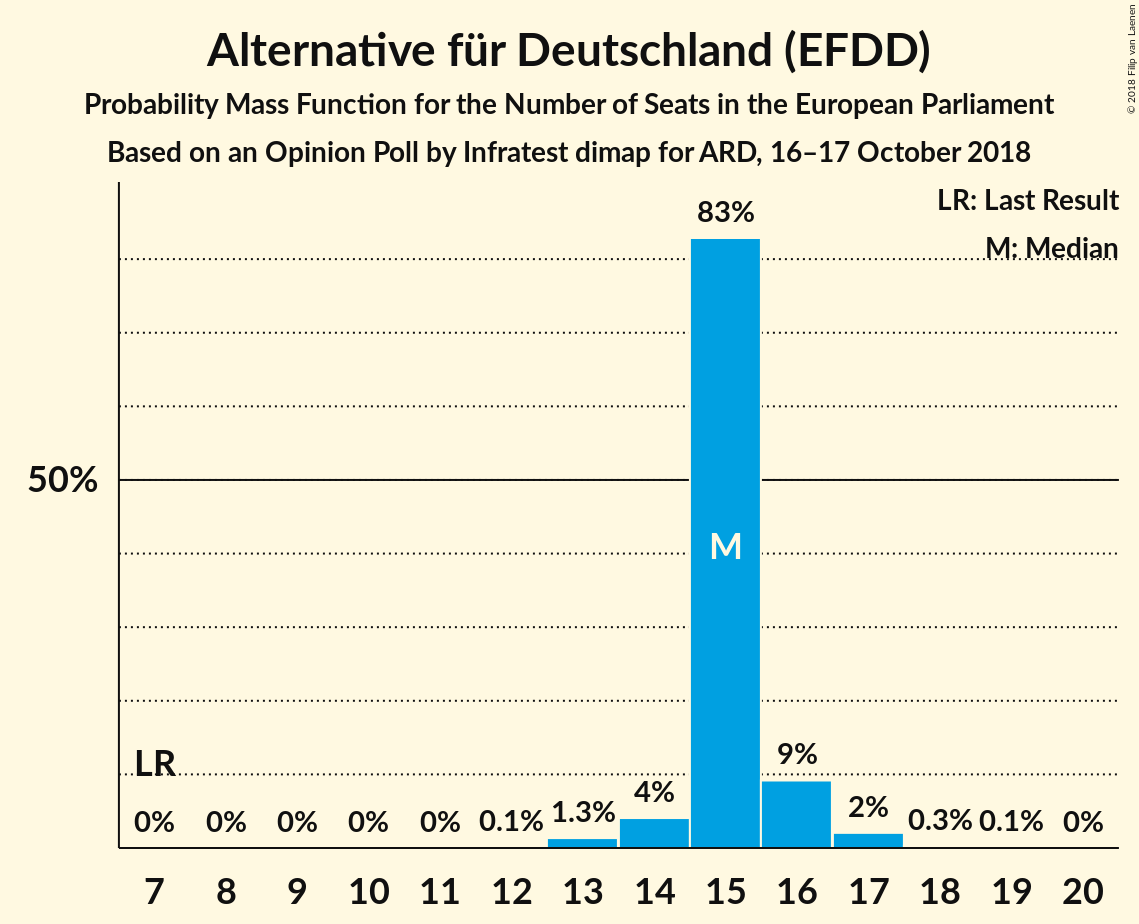 Alternative für Deutschland (EFDD)
Probability Mass Function for the Number of Seats in the European Parliament
Based on an Opinion Poll by Infratest dimap for ARD, 16–17 October 2018
© 2018 Filip van Laenen
LR: Last Result
M: Median
83%
50%
M
LR
0% 0% 0% 0% 0% 0.1% 1.3% 4% 9% 2% 0.3% 0.1% 0%
7 8 9 10 11 12 13 14 15 16 17 18 19 20